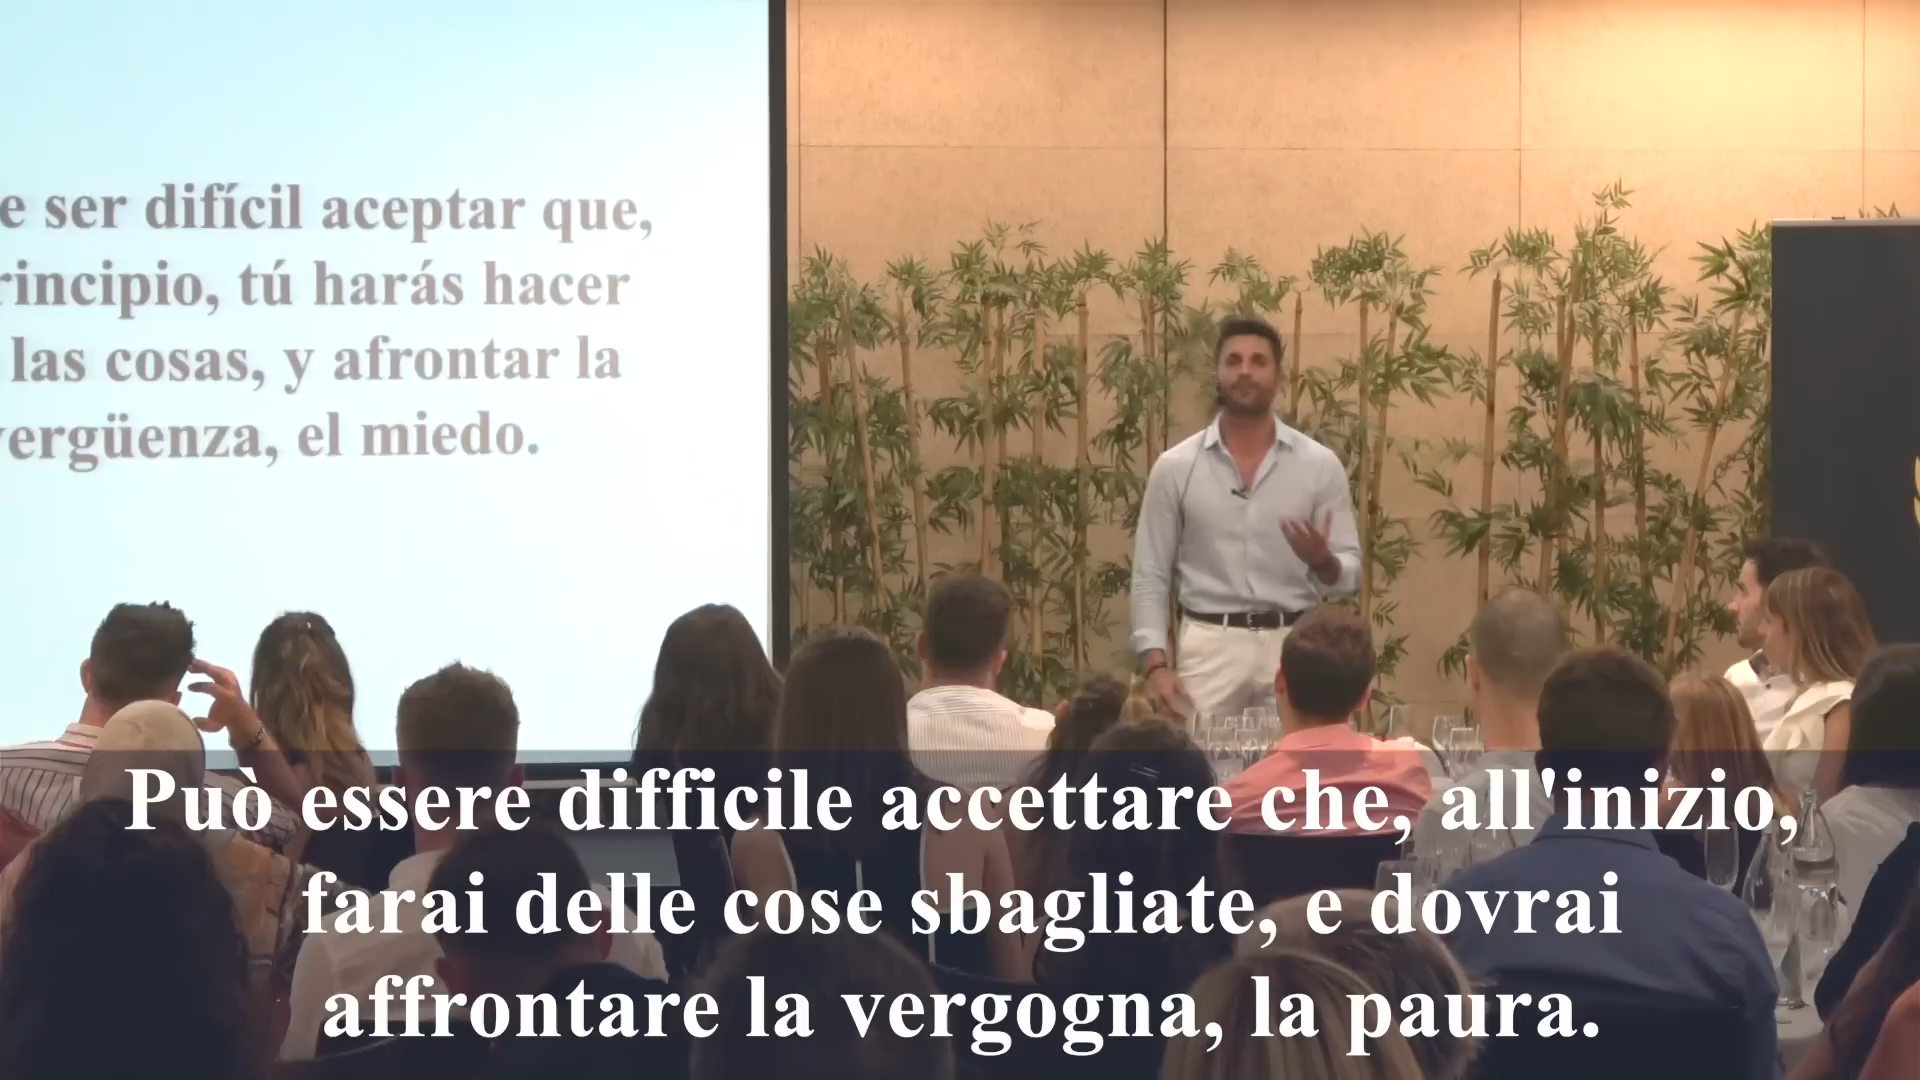 e ser difícil aceptar que,
rincipio, tú harás hacer
las cosas, y afrontar la
vergüenza, el miedo.
Può essere difficile accettare che, all'inizio,
farai delle cose sbagliate, e dovrai
affrontare la vergogna, la paura.